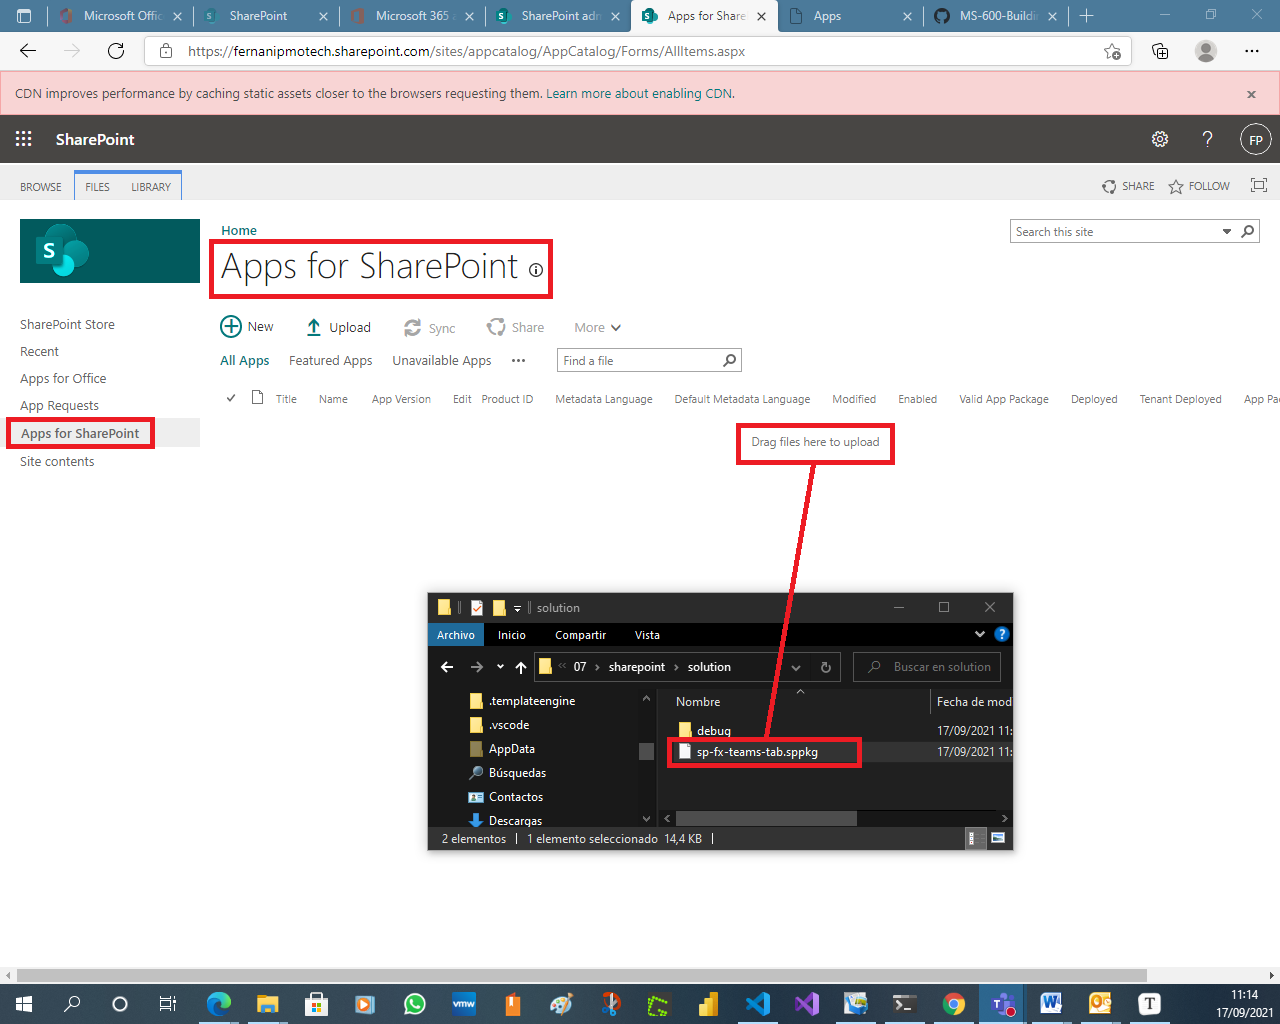 Microsoft Offic
SharePoint
Microsoft 365 a
SharePoint adm
Apps for Share
Apps
MS-600-Buildin
https://fernanipmotech.sharepoint.com/sites/appcatalog/AppCatalog/Forms/AllItems.aspx
CDN improves performance by caching static assets closer to the browsers requesting them. Learn more about enabling CDN.
SharePoint
FP
BROWSE FILES LIBRARY
SHARE FOLLOW
S
Home
Apps for SharePoint
Search this site
SharePoint Store
Recent
Apps for Office
App Requests
Apps for SharePoint
Site contents
New Upload Sync Share More
All Apps Featured Apps Unavailable Apps ••• Find a file
Title Name App Version Edit Product ID Metadata Language Default Metadata Language Modified Enabled Valid App Package Deployed Tenant Deployed App Pa
Drag files here to upload
solution
Archivo Inicio Compartir Vista
« 07 › sharepoint › solution
Buscar en solution
.templateengine
.vscode
AppData
Búsquedas
Contactos
Descargas
Nombre Fecha de mod
debug 17/09/2021 11:
sp-fx-teams-tab.sppkg 17/09/2021 11:
2 elementos 1 elemento seleccionado 14,4 KB
vmw
W
T
11:14
17/09/2021